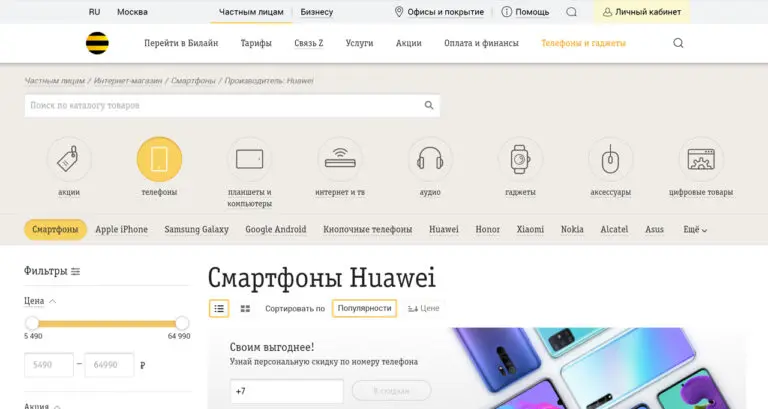 RU Москва Частным лицам Бизнесу Офисы и покрытие Помощь Личный кабинет
Перейти в Билайн Тарифы Связь Z Услуги Акции Оплата и финансы Телефоны и гаджеты
Частным лицам / Интернет-магазин / Смартфоны / Производитель: Huawei
Поиск по каталогу товаров
акции телефоны планшеты и компьютеры интернет и тв аудио гаджеты аксессуары цифровые товары
Смартфоны Apple iPhone Samsung Galaxy Google Android Кнопочные телефоны Huawei Honor Xiaomi Nokia Alcatel Asus Ещё
Фильтры
Цена
5 490 64 990
5490 – 64990 ₽
Акция
Смартфоны Huawei
Сортировать по Популярности Цене
Своим выгоднее!
Узнай персональную скидку по номеру телефона
+7 К скидкам